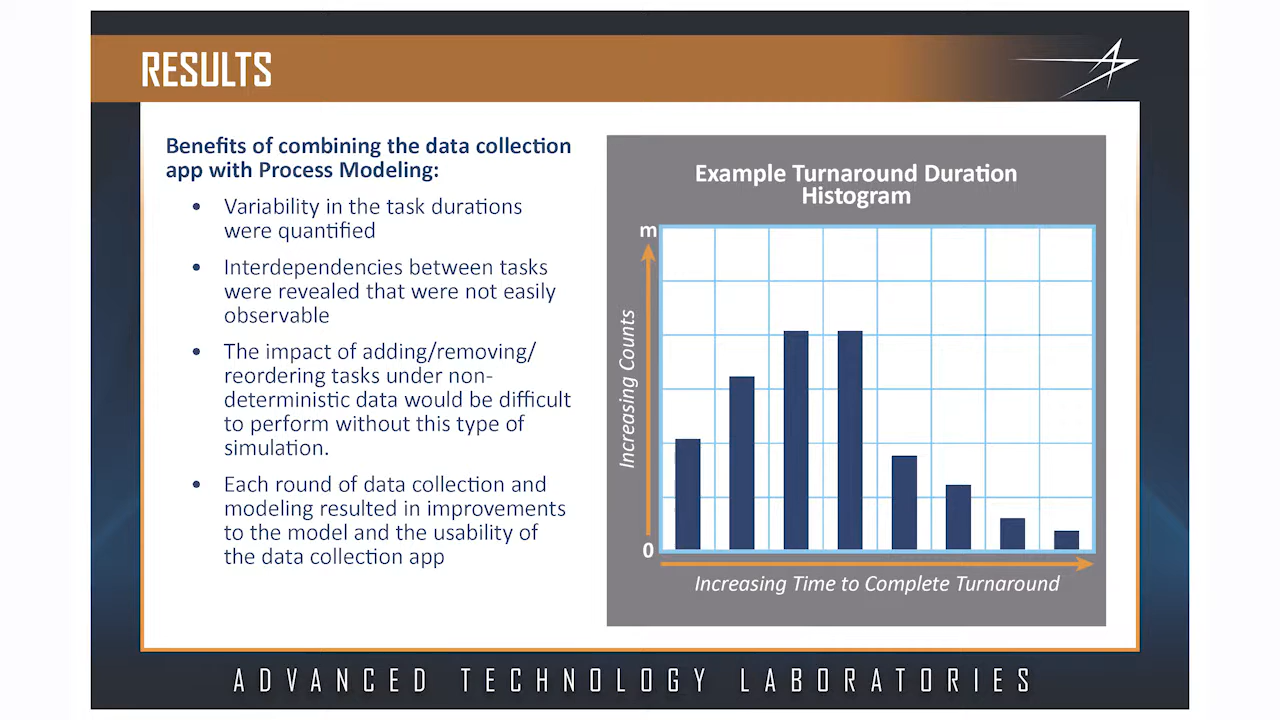 RESULTS
Benefits of combining the data collection
app with Process Modeling:
• Variability in the task durations
were quantified
• Interdependencies between tasks
were revealed that were not easily
observable
• The impact of adding/removing/
reordering tasks under non-
deterministic data would be difficult
to perform without this type of
simulation.
• Each round of data collection and
modeling resulted in improvements
to the model and the usability of
the data collection app
Example Turnaround Duration
Histogram
m
Increasing Counts
0
Increasing Time to Complete Turnaround
ADVANCED TECHNOLOGY LABORATORIES